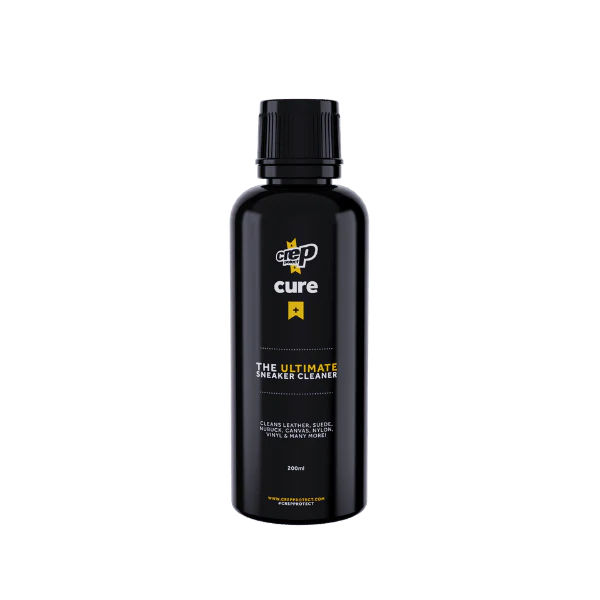 crep
PROTECT
cure
+
THE ULTIMATE
SNEAKER CLEANER
CLEANS LEATHER, SUEDE,
NUBUCK, CANVAS, NYLON,
VINYL & MANY MORE!
200ml
WWW.CREPPROTECT.COM
#CREPPROTECT